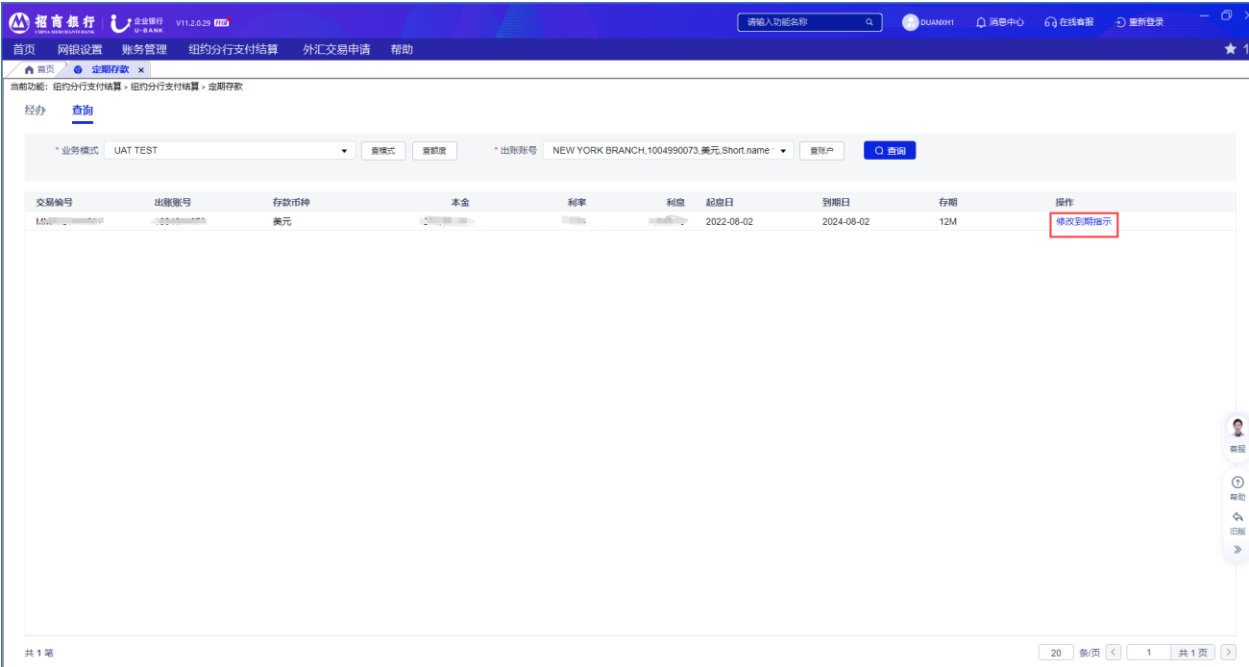 招商银行 企业银行 V11.2.0.29 请输入功能名称 DUANXH1 消息中心 在线客服 重新登录
CHINA MERCHANTS BANK U-BANK
首页 网银设置 账务管理 纽约分行支付结算 外汇交易申请 帮助 1
首页 定期存款 x
当前功能: 纽约分行支付结算 > 纽约分行支付结算 > 定期存款
经办 查询
* 业务模式 UAT TEST 查模式 查额度 * 出账账号 NEW YORK BRANCH,1004990073,美元,Short.name 查账户 查询
交易编号 出账账号 存款币种 本金 利率 利息 起息日 到期日 存期 操作
美元 2022-08-02 2024-08-02 12M 修改到期指示
客服
帮助
旧版
共 1 笔 20 条/页 1 共 1 页